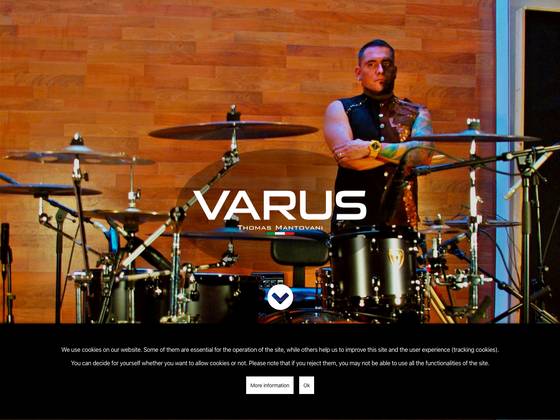 VARUS
Thomas Mantovani
We use cookies on our website. Some of them are essential for the operation of the site, while others help us to improve this site and the user experience (tracking cookies).
You can decide for yourself whether you want to allow cookies or not. Please note that if you reject them, you may not be able to use all the functionalities of the site.
More information
Ok